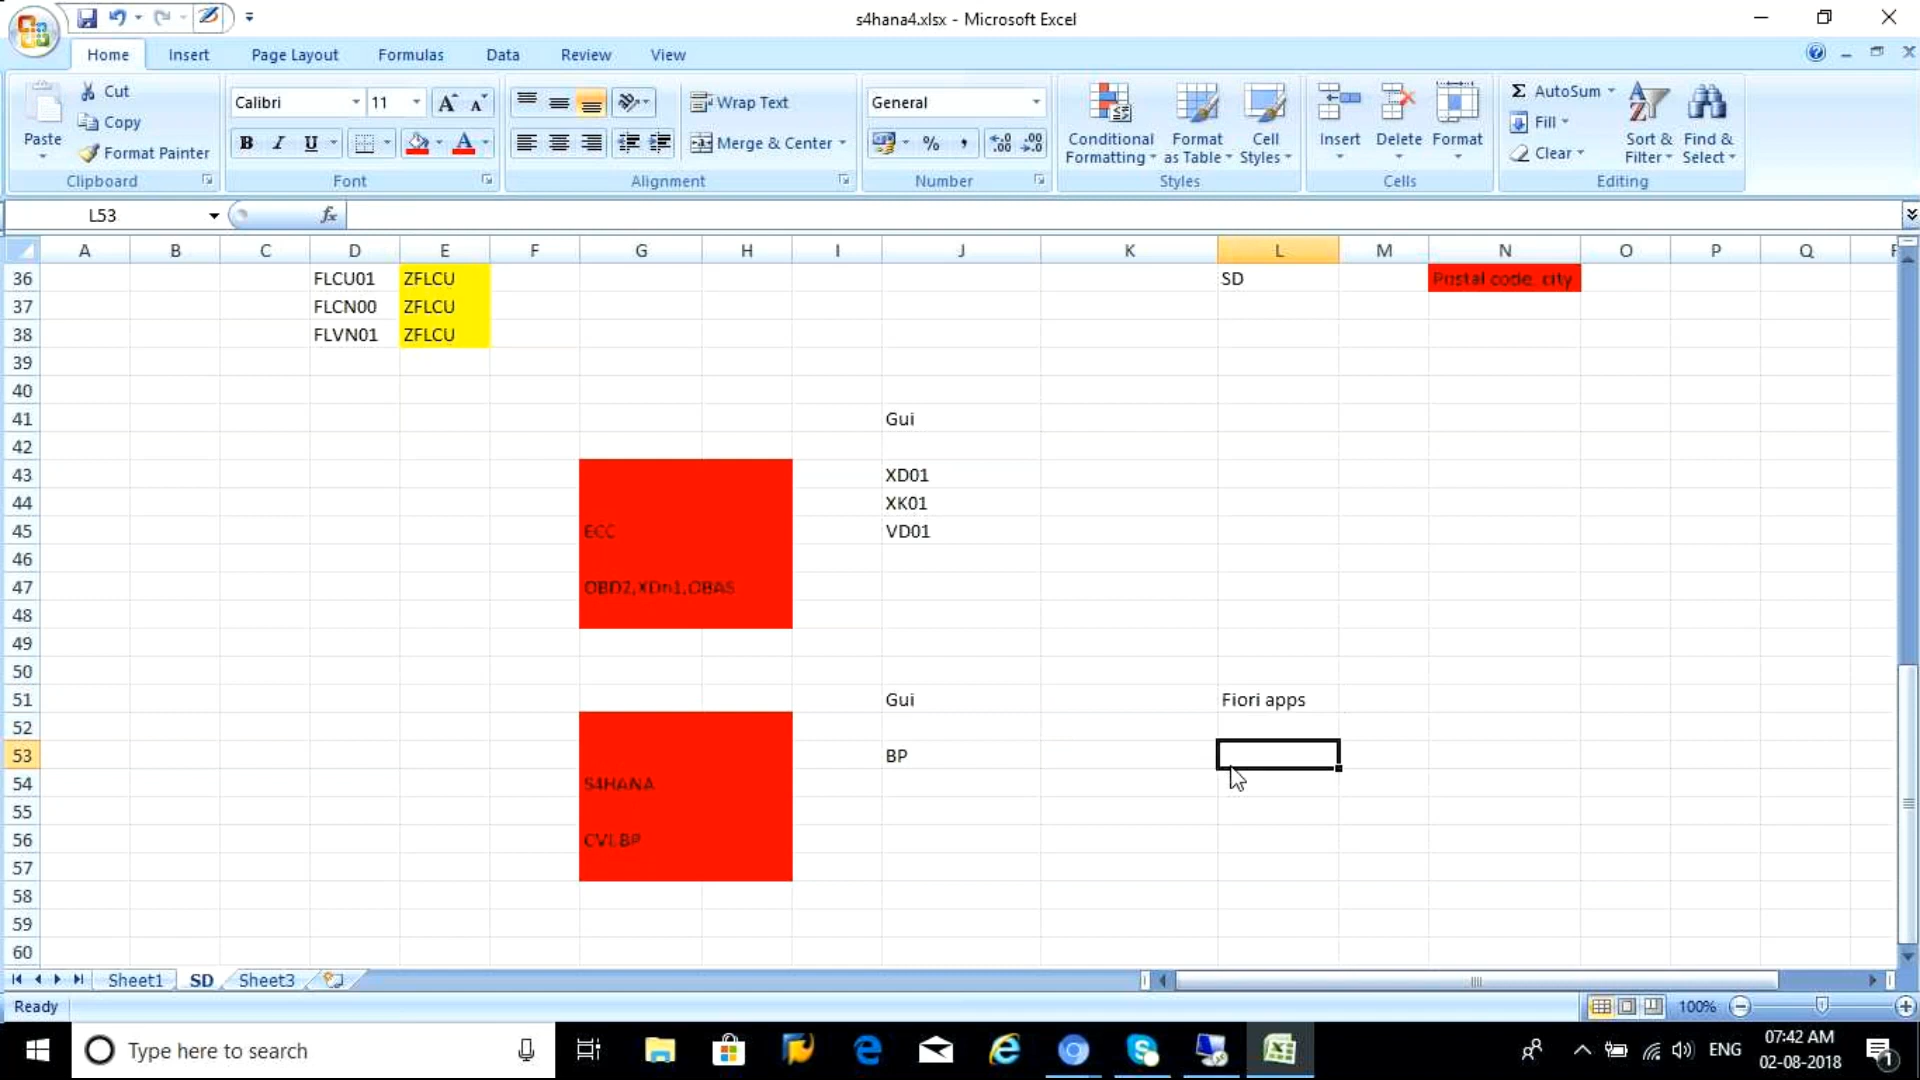 s4hana4.xlsx - Microsoft Excel
Home Insert Page Layout Formulas Data Review View
Paste
Cut
Copy
Format Painter
Clipboard
Calibri 11
B I U
Font
Wrap Text
Merge & Center
Alignment
General
Number
Conditional Formatting
Format as Table
Cell Styles
Styles
Insert Delete Format
Cells
Σ AutoSum
Fill
Clear
Sort & Filter
Find & Select
Editing
L53 fx
A B C D E F G H I J K L M N O P Q
36 FLCU01 ZFLCU SD Postal code, city
37 FLCN00 ZFLCU
38 FLVN01 ZFLCU
39
40
41 Gui
42
43 XD01
44 XK01
45 ECC VD01
46
47 OBD2,XDn1,OBAS
48
49
50
51 Gui Fiori apps
52
53 BP
54 S4HANA
55
56 CVI,BP
57
58
59
60
Sheet1 SD Sheet3
Ready 100%
Type here to search
ENG
07:42 AM
02-08-2018
1